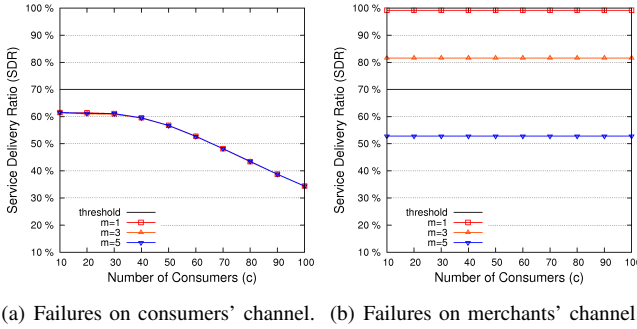 100 %
90 %
80 %
70 %
60 %
50 %
40 %
30 %
20 %
10 %
Service Delivery Ratio (SDR)
threshold
m=1
m=3
m=5
10 20 30 40 50 60 70 80 90 100
Number of Consumers (c)
(a) Failures on consumers' channel.
100 %
90 %
80 %
70 %
60 %
50 %
40 %
30 %
20 %
10 %
Service Delivery Ratio (SDR)
threshold
m=1
m=3
m=5
10 20 30 40 50 60 70 80 90 100
Number of Consumers (c)
(b) Failures on merchants' channel